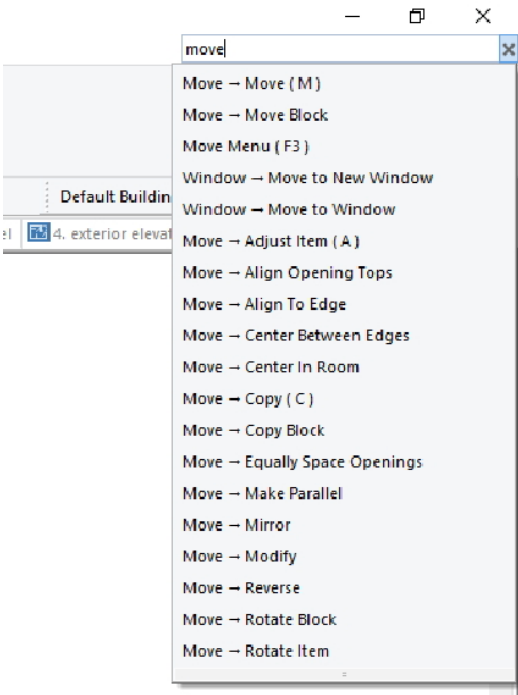 move
Move → Move ( M )
Move → Move Block
Move Menu ( F3 )
Window → Move to New Window
Default Buildin
Window → Move to Window
4. exterior elevat
Move → Adjust Item ( A )
Move → Align Opening Tops
Move → Align To Edge
Move → Center Between Edges
Move → Center In Room
Move → Copy ( C )
Move → Copy Block
Move → Equally Space Openings
Move → Make Parallel
Move → Mirror
Move → Modify
Move → Reverse
Move → Rotate Block
Move → Rotate Item